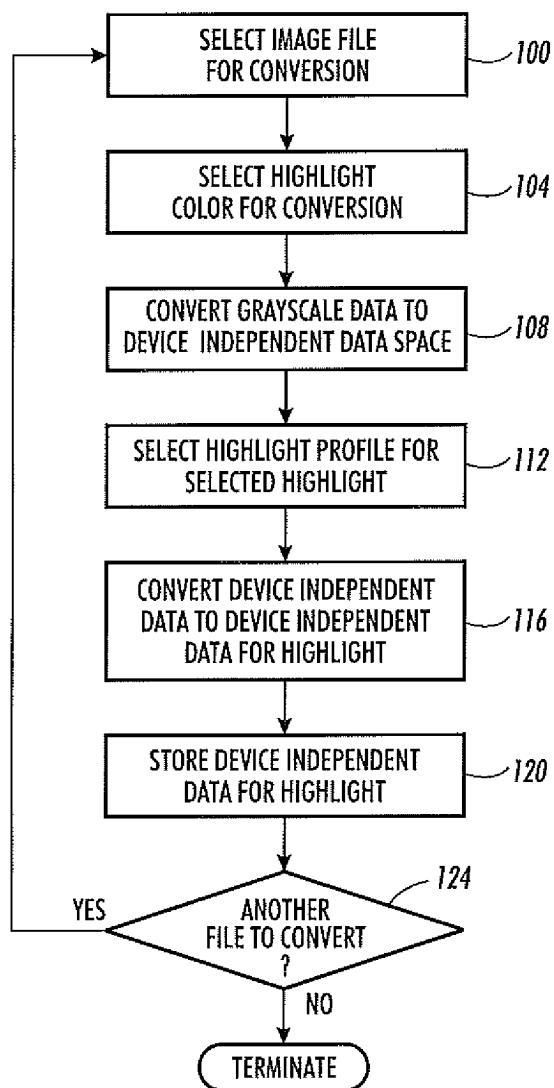 SELECT IMAGE FILE
FOR CONVERSION
100
SELECT HIGHLIGHT
COLOR FOR CONVERSION
104
CONVERT GRAYSCALE DATA TO
DEVICE INDEPENDENT DATA SPACE
108
SELECT HIGHLIGHT PROFILE FOR
SELECTED HIGHLIGHT
112
CONVERT DEVICE INDEPENDENT
DATA TO DEVICE INDEPENDENT
DATA FOR HIGHLIGHT
116
STORE DEVICE INDEPENDENT
DATA FOR HIGHLIGHT
120
124
YES
ANOTHER
FILE TO CONVERT
?
NO
TERMINATE